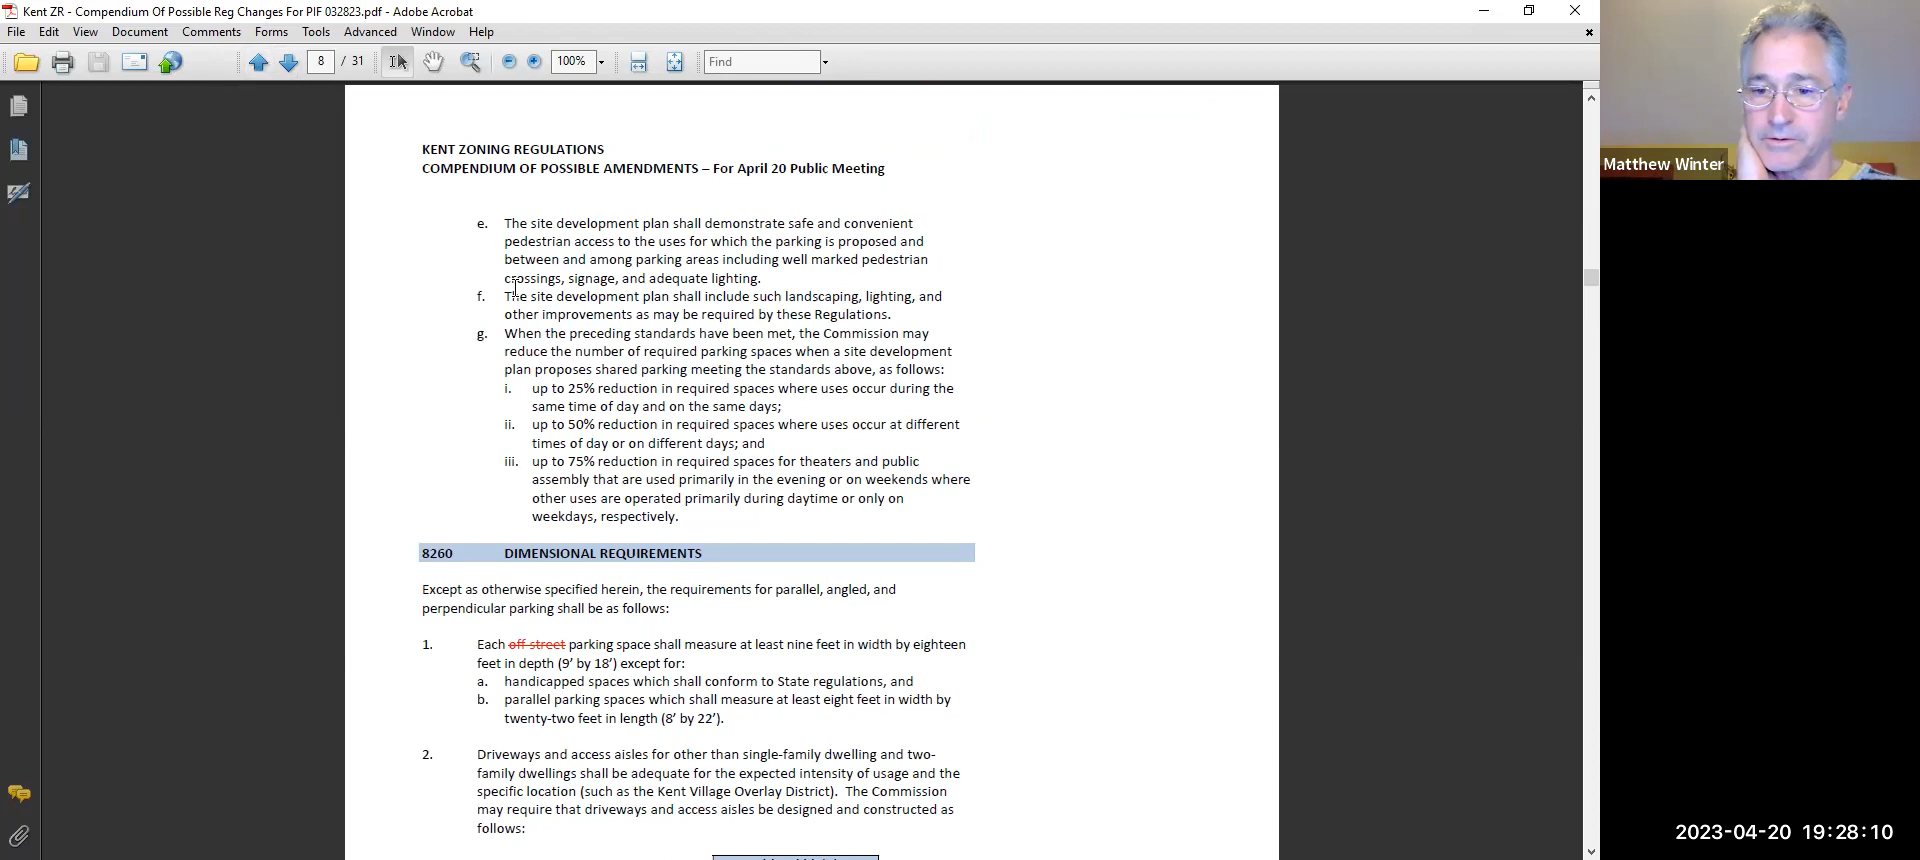 Kent ZR - Compendium Of Possible Reg Changes For PIF 032823.pdf - Adobe Acrobat
File Edit View Document Comments Forms Tools Advanced Window Help
8 / 31 100% Find
KENT ZONING REGULATIONS
COMPENDIUM OF POSSIBLE AMENDMENTS – For April 20 Public Meeting
e. The site development plan shall demonstrate safe and convenient
pedestrian access to the uses for which the parking is proposed and
between and among parking areas including well marked pedestrian
crossings, signage, and adequate lighting.
f. The site development plan shall include such landscaping, lighting, and
other improvements as may be required by these Regulations.
g. When the preceding standards have been met, the Commission may
reduce the number of required parking spaces when a site development
plan proposes shared parking meeting the standards above, as follows:
i. up to 25% reduction in required spaces where uses occur during the
same time of day and on the same days;
ii. up to 50% reduction in required spaces where uses occur at different
times of day or on different days; and
iii. up to 75% reduction in required spaces for theaters and public
assembly that are used primarily in the evening or on weekends where
other uses are operated primarily during daytime or only on
weekdays, respectively.
8260 DIMENSIONAL REQUIREMENTS
Except as otherwise specified herein, the requirements for parallel, angled, and
perpendicular parking shall be as follows:
1. Each off-street parking space shall measure at least nine feet in width by eighteen
feet in depth (9’ by 18’) except for:
a. handicapped spaces which shall conform to State regulations, and
b. parallel parking spaces which shall measure at least eight feet in width by
twenty-two feet in length (8’ by 22’).
2. Driveways and access aisles for other than single-family dwelling and two-
family dwellings shall be adequate for the expected intensity of usage and the
specific location (such as the Kent Village Overlay District). The Commission
may require that driveways and access aisles be designed and constructed as
follows:
Matthew Winter
2023-04-20 19:28:10